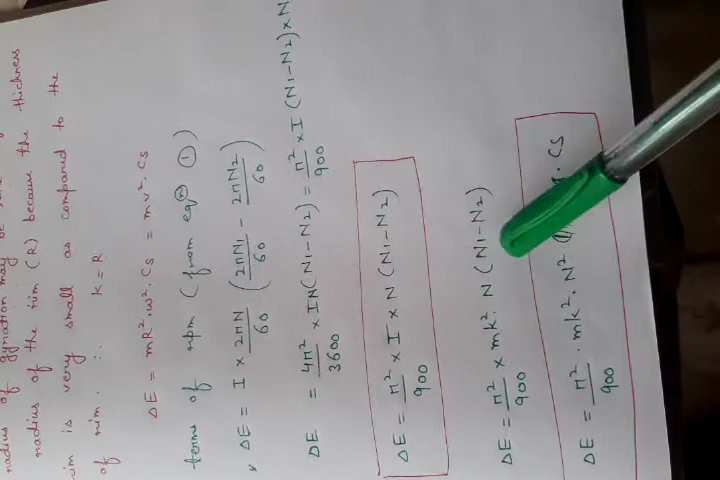 radius of gyration may be
radius of the rim (R) because the thickness
rim is very small as compared to the
of rim. ∴ K=R
ΔE = mR². ω². Cs = mv². Cs
terms of rpm (from eqⁿ ①)
ΔE = I × 2πN/60 (2πN₁/60 - 2πN₂/60)
ΔE = 4π²/3600 × IN(N₁-N₂) = π²/900 × I (N₁-N₂)×N
ΔE = π²/900 × I × N (N₁-N₂)
ΔE = π²/900 × mk². N (N₁-N₂)
ΔE = π²/900 . mk². N² . Cs